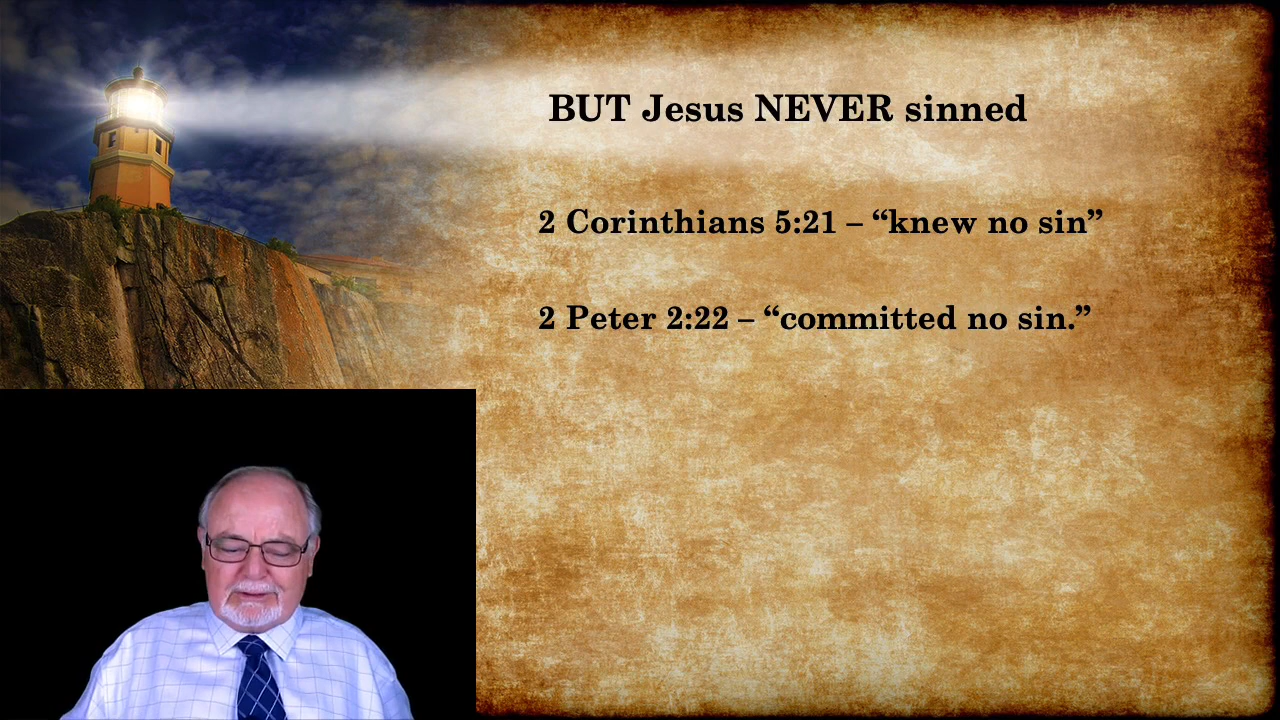 BUT Jesus NEVER sinned
2 Corinthians 5:21 – “knew no sin”
2 Peter 2:22 – “committed no sin.”